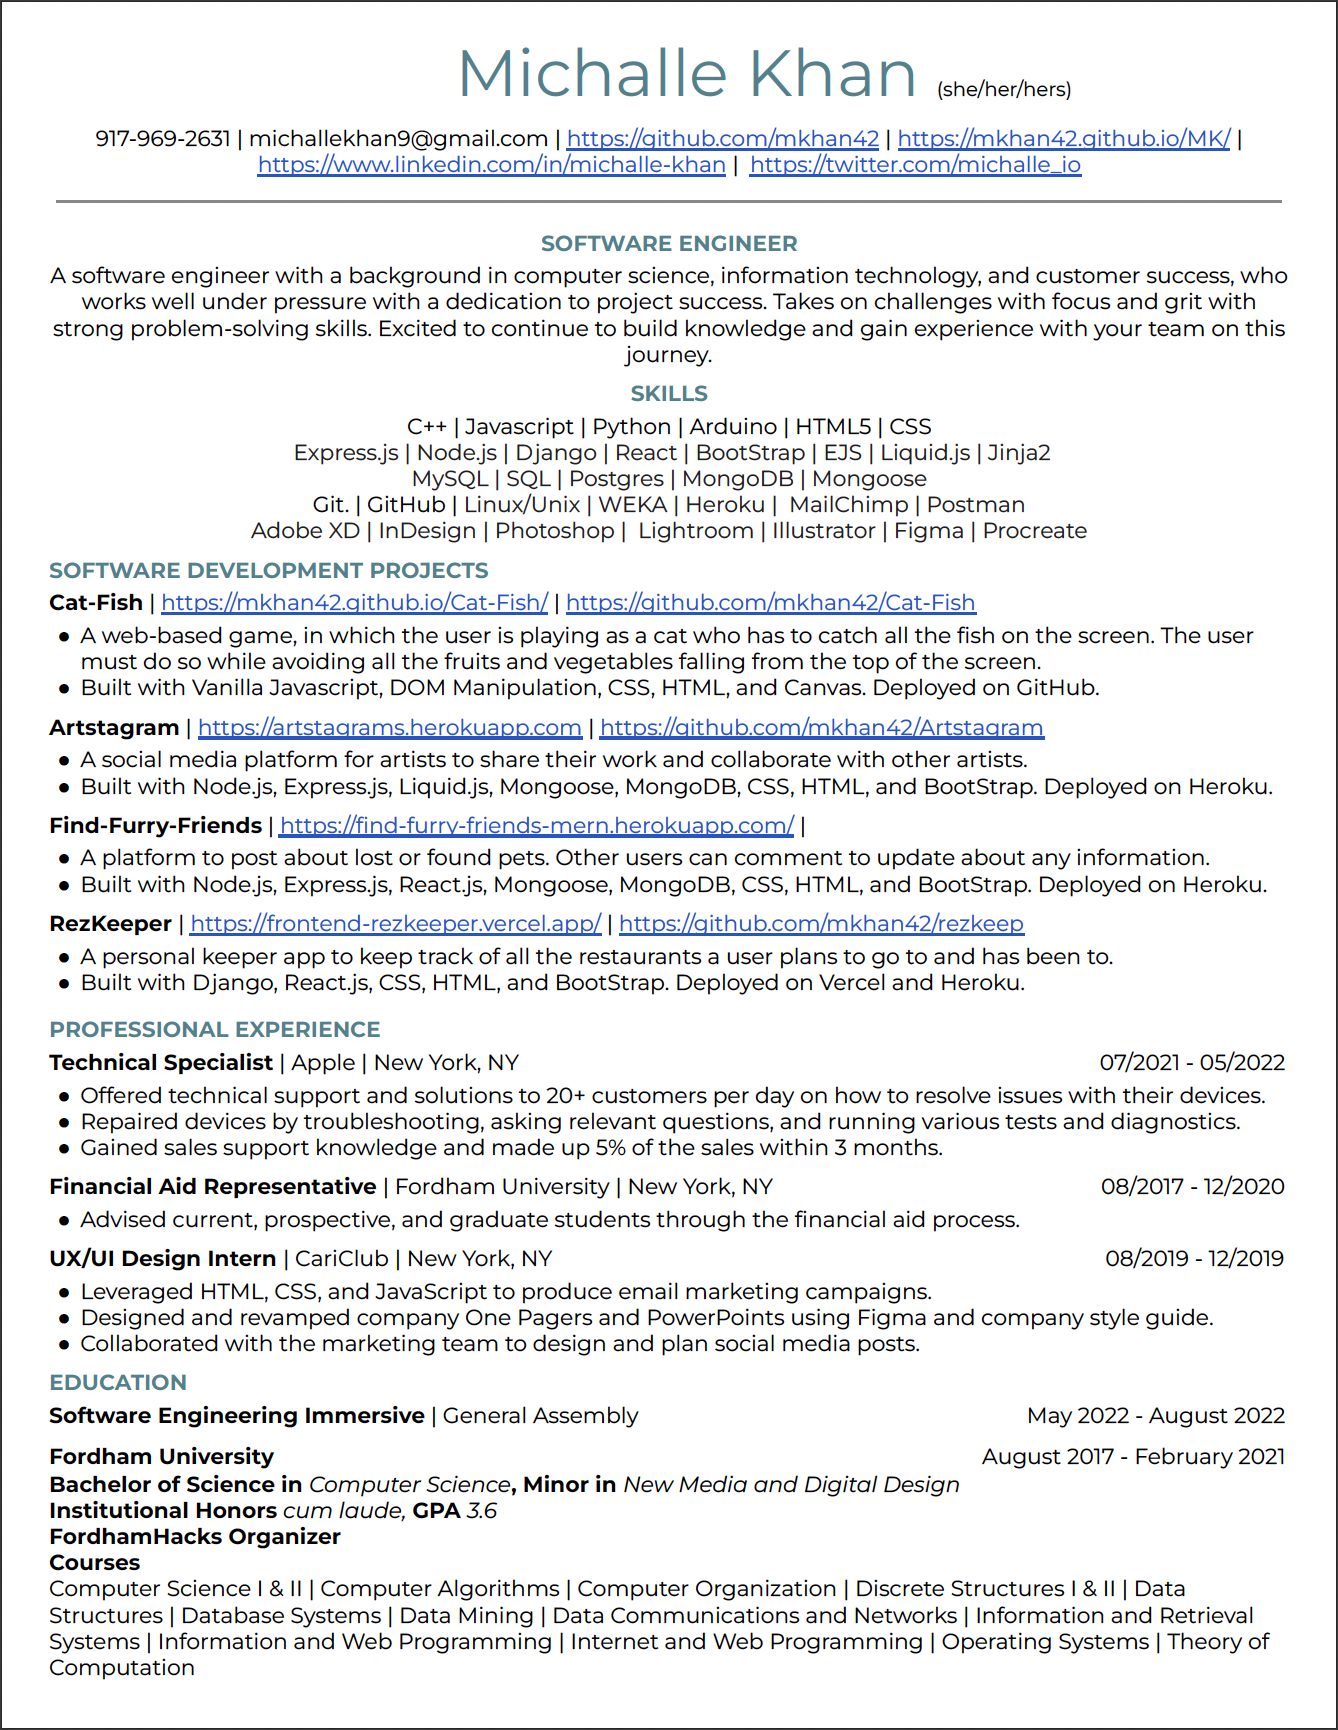 Michalle Khan (she/her/hers)
917-969-2631 | michallekhan9@gmail.com | https://github.com/mkhan42 | https://mkhan42.github.io/MK/ |
https://www.linkedin.com/in/michalle-khan | https://twitter.com/michalle_io
SOFTWARE ENGINEER
A software engineer with a background in computer science, information technology, and customer success, who
works well under pressure with a dedication to project success. Takes on challenges with focus and grit with
strong problem-solving skills. Excited to continue to build knowledge and gain experience with your team on this
journey.
SKILLS
C++ | Javascript | Python | Arduino | HTML5 | CSS
Express.js | Node.js | Django | React | BootStrap | EJS | Liquid.js | Jinja2
MySQL | SQL | Postgres | MongoDB | Mongoose
Git. | GitHub | Linux/Unix | WEKA | Heroku | MailChimp | Postman
Adobe XD | InDesign | Photoshop | Lightroom | Illustrator | Figma | Procreate
SOFTWARE DEVELOPMENT PROJECTS
Cat-Fish | https://mkhan42.github.io/Cat-Fish/ | https://github.com/mkhan42/Cat-Fish
● A web-based game, in which the user is playing as a cat who has to catch all the fish on the screen. The user
must do so while avoiding all the fruits and vegetables falling from the top of the screen.
● Built with Vanilla Javascript, DOM Manipulation, CSS, HTML, and Canvas. Deployed on GitHub.
Artstagram | https://artstagrams.herokuapp.com | https://github.com/mkhan42/Artstagram
● A social media platform for artists to share their work and collaborate with other artists.
● Built with Node.js, Express.js, Liquid.js, Mongoose, MongoDB, CSS, HTML, and BootStrap. Deployed on Heroku.
Find-Furry-Friends | https://find-furry-friends-mern.herokuapp.com/ |
● A platform to post about lost or found pets. Other users can comment to update about any information.
● Built with Node.js, Express.js, React.js, Mongoose, MongoDB, CSS, HTML, and BootStrap. Deployed on Heroku.
RezKeeper | https://frontend-rezkeeper.vercel.app/ | https://github.com/mkhan42/rezkeep
● A personal keeper app to keep track of all the restaurants a user plans to go to and has been to.
● Built with Django, React.js, CSS, HTML, and BootStrap. Deployed on Vercel and Heroku.
PROFESSIONAL EXPERIENCE
Technical Specialist | Apple | New York, NY 07/2021 - 05/2022
● Offered technical support and solutions to 20+ customers per day on how to resolve issues with their devices.
● Repaired devices by troubleshooting, asking relevant questions, and running various tests and diagnostics.
● Gained sales support knowledge and made up 5% of the sales within 3 months.
Financial Aid Representative | Fordham University | New York, NY 08/2017 - 12/2020
● Advised current, prospective, and graduate students through the financial aid process.
UX/UI Design Intern | CariClub | New York, NY 08/2019 - 12/2019
● Leveraged HTML, CSS, and JavaScript to produce email marketing campaigns.
● Designed and revamped company One Pagers and PowerPoints using Figma and company style guide.
● Collaborated with the marketing team to design and plan social media posts.
EDUCATION
Software Engineering Immersive | General Assembly May 2022 - August 2022
Fordham University August 2017 - February 2021
Bachelor of Science in Computer Science, Minor in New Media and Digital Design
Institutional Honors cum laude, GPA 3.6
FordhamHacks Organizer
Courses
Computer Science I & II | Computer Algorithms | Computer Organization | Discrete Structures I & II | Data
Structures | Database Systems | Data Mining | Data Communications and Networks | Information and Retrieval
Systems | Information and Web Programming | Internet and Web Programming | Operating Systems | Theory of
Computation